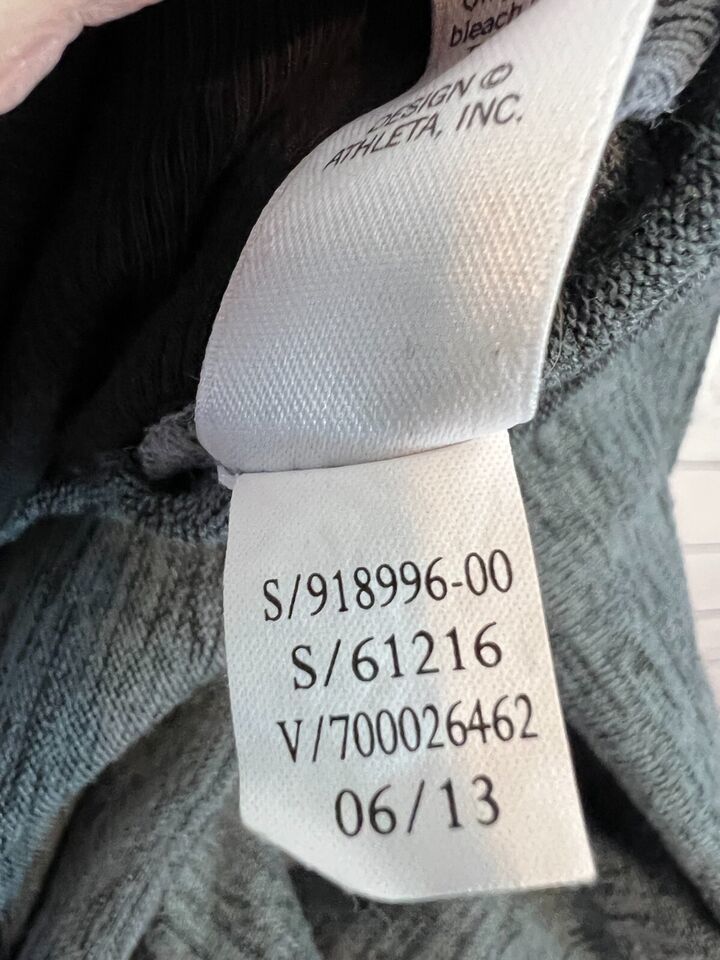 bleach
DESIGN ©
ATHLETA, INC.
S/918996-00
S/61216
V/700026462
06/13